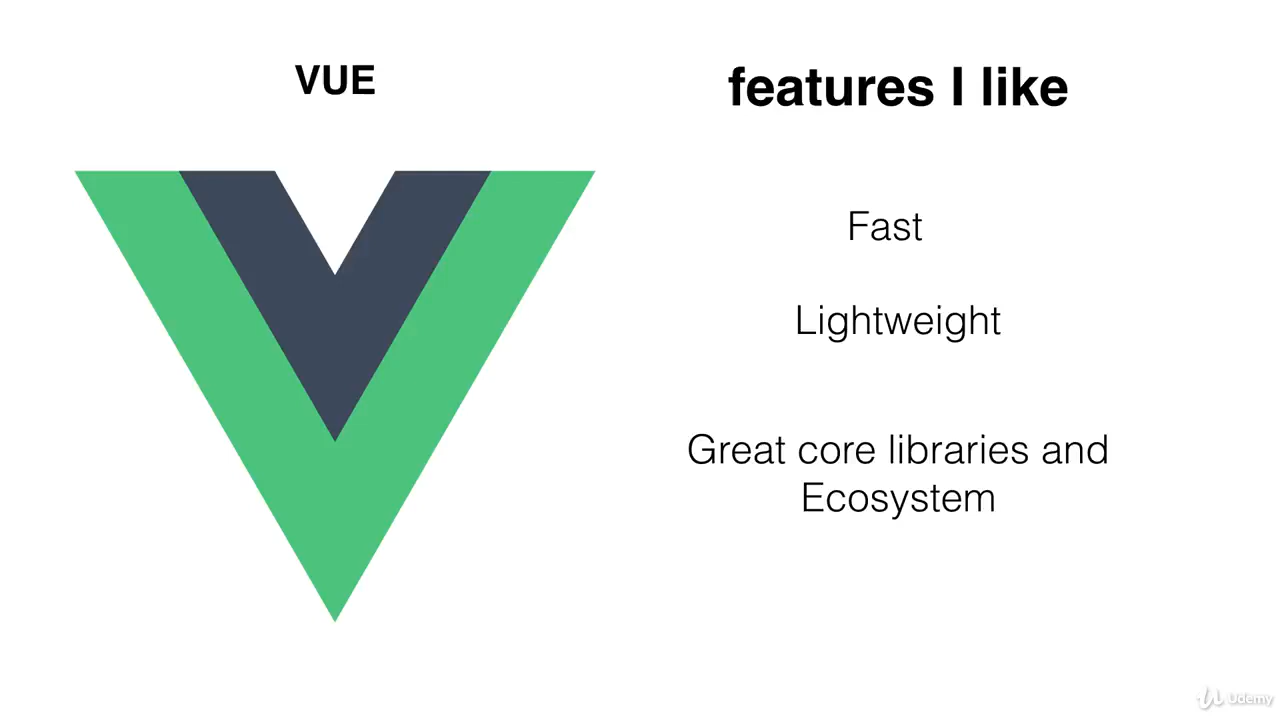 VUE
features I like
Fast
Lightweight
Great core libraries and
Ecosystem
Udemy